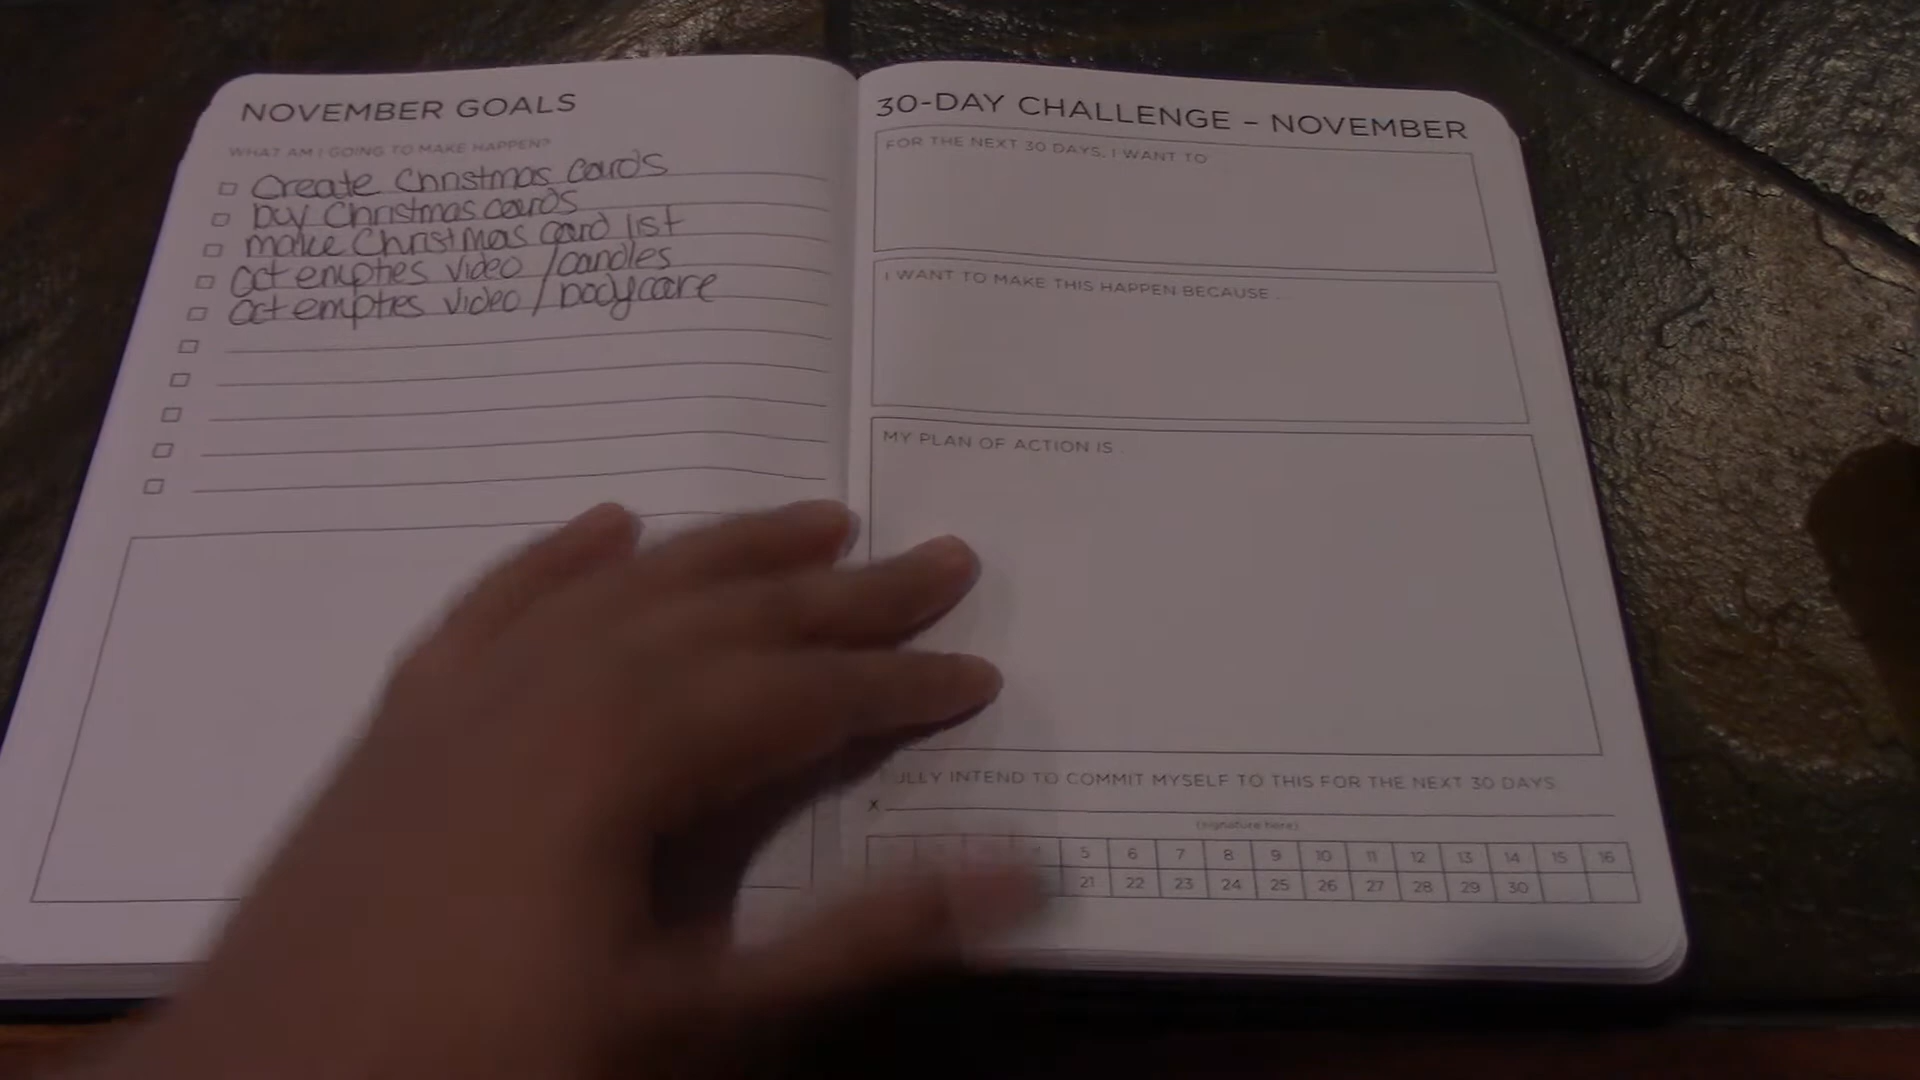 NOVEMBER GOALS
WHAT AM I GOING TO MAKE HAPPEN?
Create Christmas cards
buy Christmas cards
make Christmas card list
oct empties video / candles
oct empties video / bodycare
30-DAY CHALLENGE – NOVEMBER
FOR THE NEXT 30 DAYS, I WANT TO
I WANT TO MAKE THIS HAPPEN BECAUSE...
MY PLAN OF ACTION IS
INTEND TO COMMIT MYSELF TO THIS FOR THE NEXT 30 DAYS
X
(signature here)
4 5 6 7 8 9 10 11 12 13 14 15 16
21 22 23 24 25 26 27 28 29 30